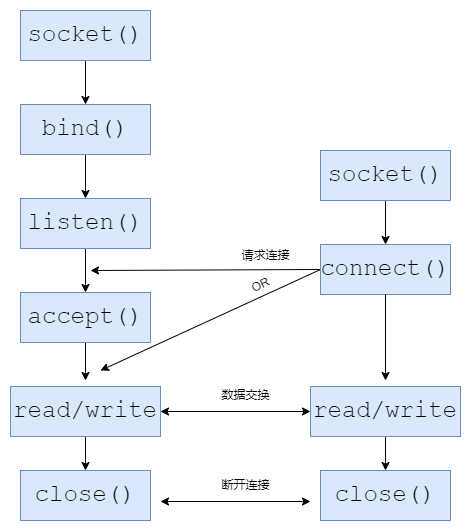 socket()
bind()
socket()
listen()
请求连接
connect()
OR
accept()
read/write
数据交换
read/write
close()
断开连接
close()